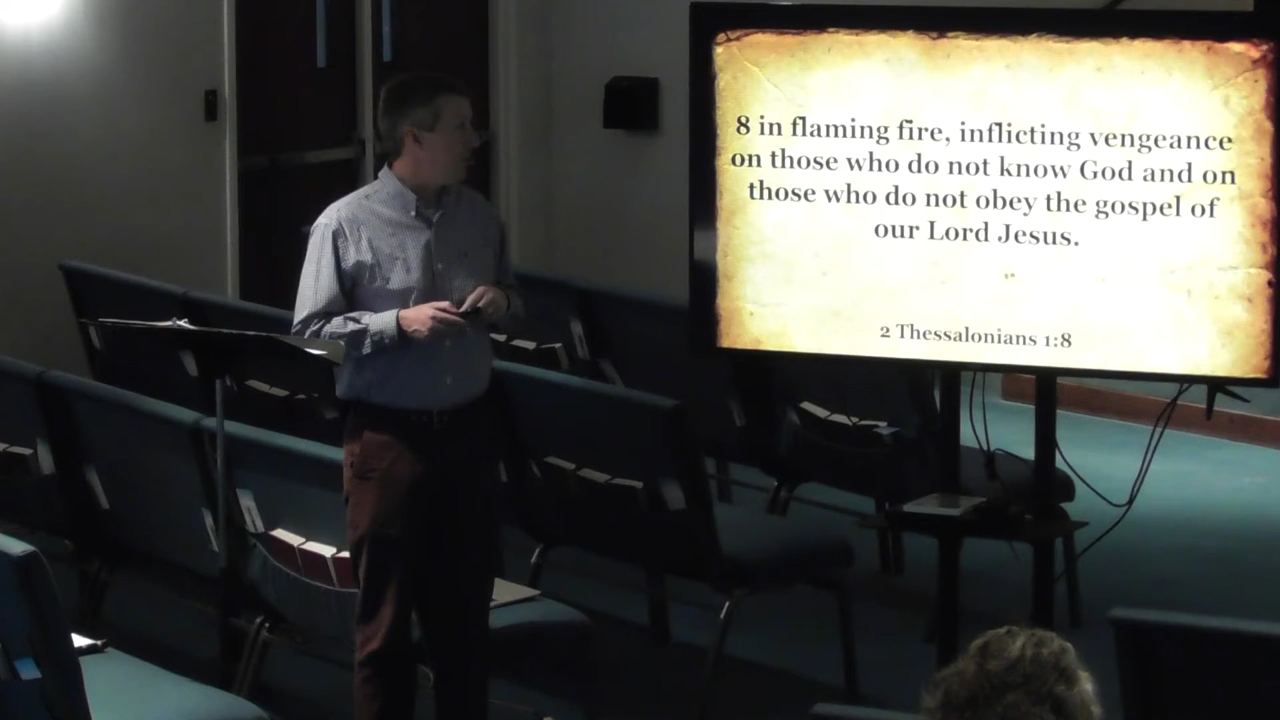 8 in flaming fire, inflicting vengeance
on those who do not know God and on
those who do not obey the gospel of
our Lord Jesus.
2 Thessalonians 1:8